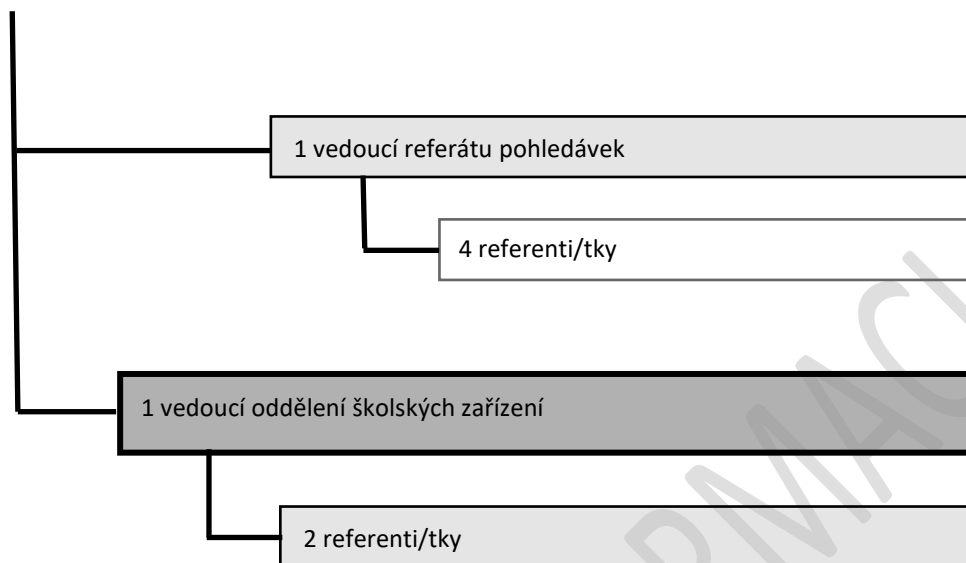 1 vedoucí referátu pohledávek
4 referenti/tky
1 vedoucí oddělení školských zařízení
2 referenti/tky